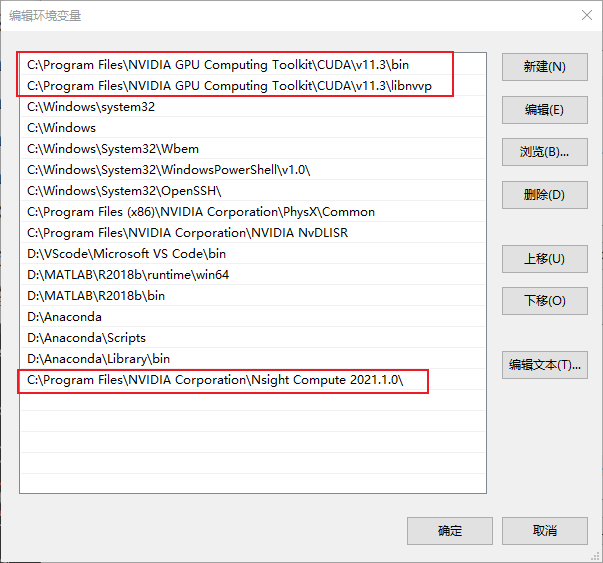 编辑环境变量
C:\Program Files\NVIDIA GPU Computing Toolkit\CUDA\v11.3\bin
C:\Program Files\NVIDIA GPU Computing Toolkit\CUDA\v11.3\libnvvp
C:\Windows\system32
C:\Windows
C:\Windows\System32\Wbem
C:\Windows\System32\WindowsPowerShell\v1.0\
C:\Windows\System32\OpenSSH\
C:\Program Files (x86)\NVIDIA Corporation\PhysX\Common
C:\Program Files\NVIDIA Corporation\NVIDIA NvDLISR
D:\VScode\Microsoft VS Code\bin
D:\MATLAB\R2018b\runtime\win64
D:\MATLAB\R2018b\bin
D:\Anaconda
D:\Anaconda\Scripts
D:\Anaconda\Library\bin
C:\Program Files\NVIDIA Corporation\Nsight Compute 2021.1.0\
新建(N)
编辑(E)
浏览(B)...
删除(D)
上移(U)
下移(O)
编辑文本(T)...
确定
取消